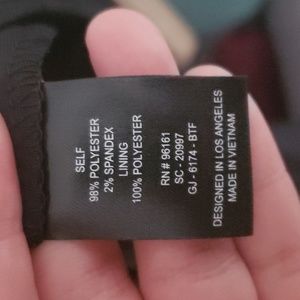 SELF
98% POLYESTER
2% SPANDEX
LINING
100% POLYESTER
RN # 96161
SC - 20997
GJ - 6174 - BTF
DESIGNED IN LOS ANGELES
MADE IN VIETNAM